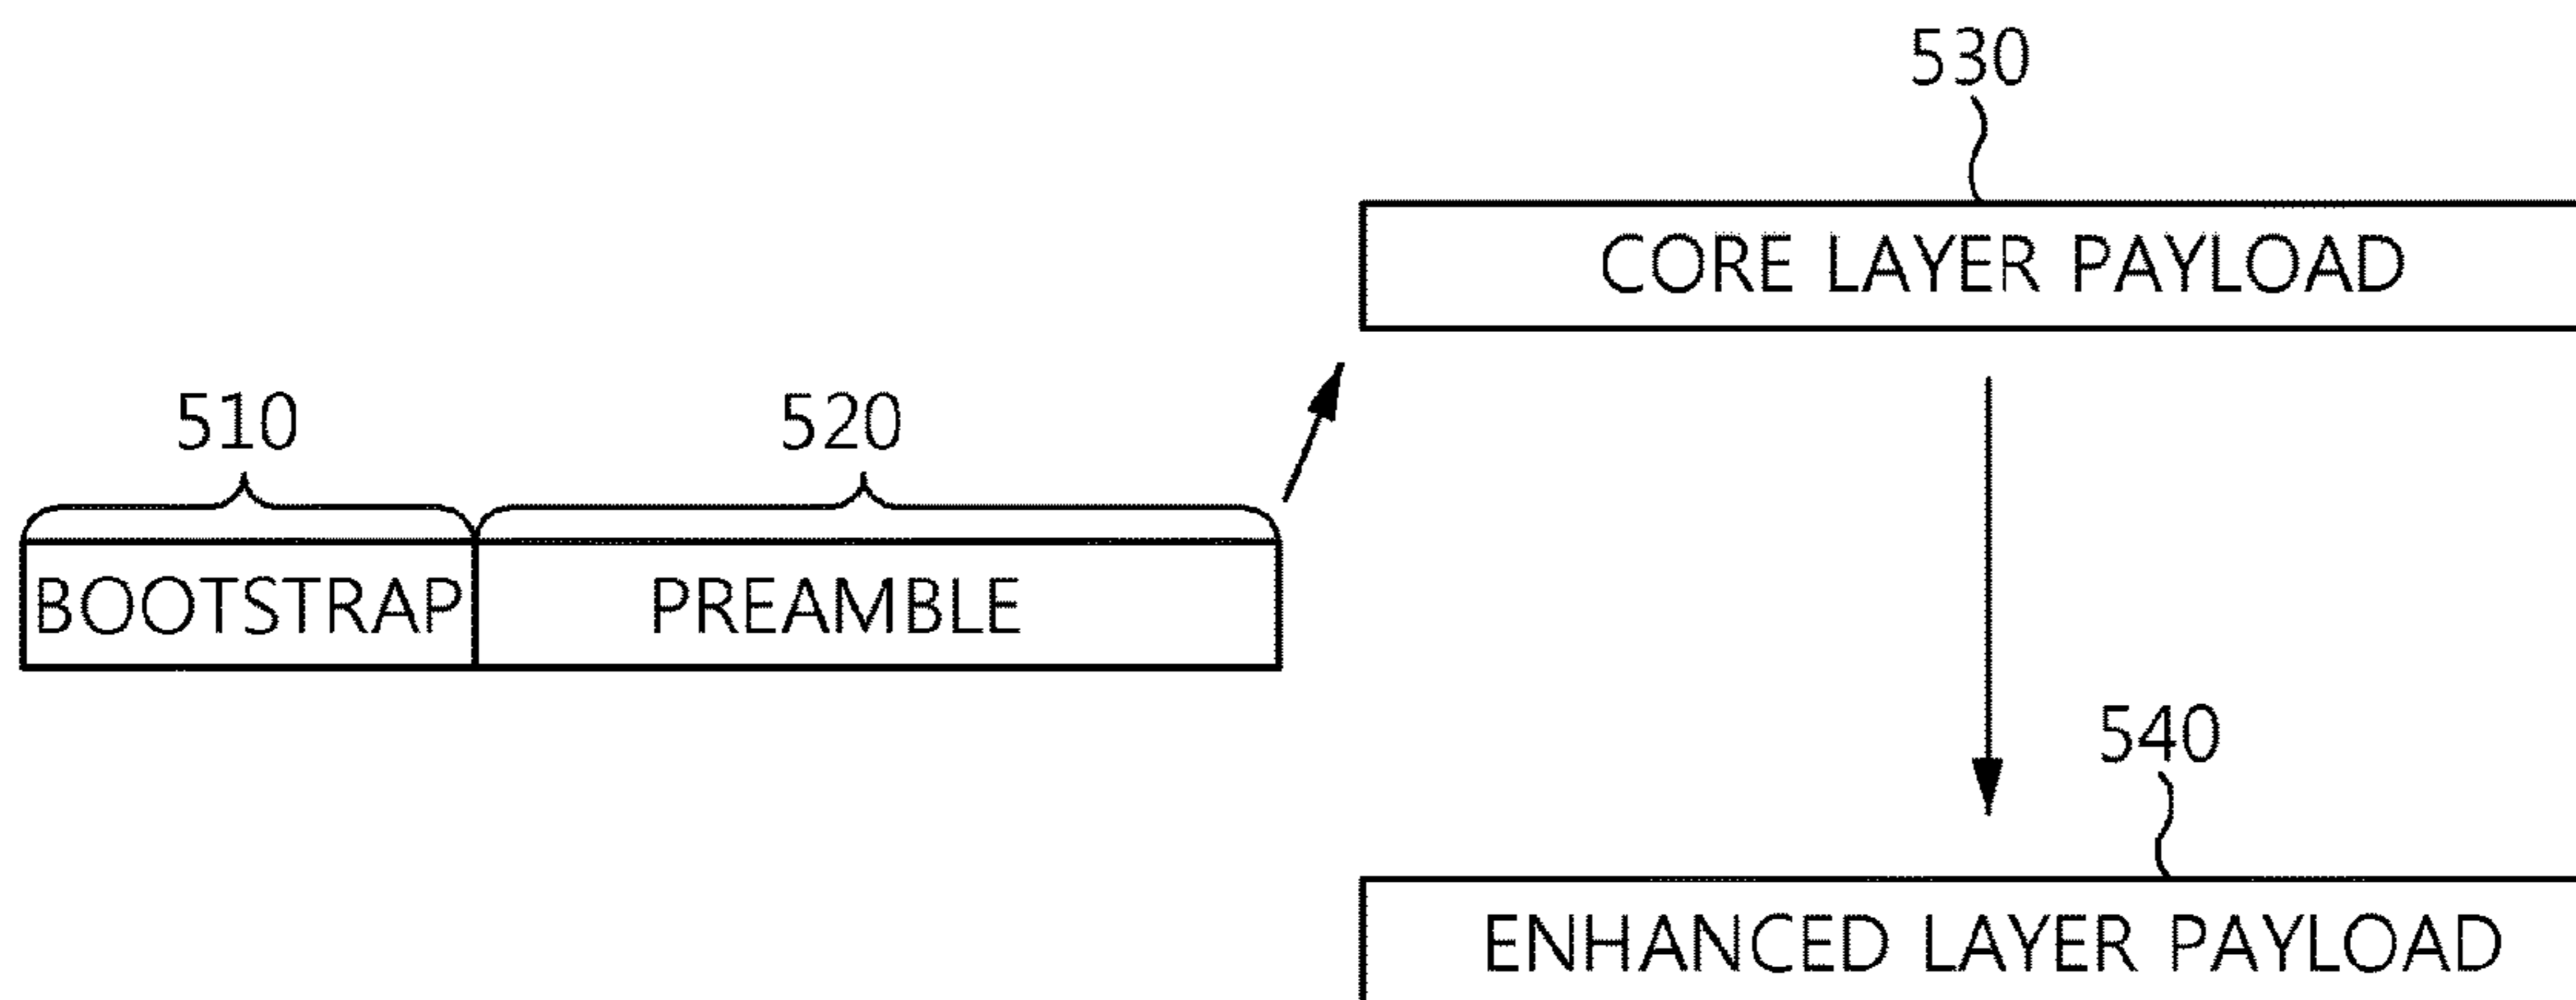 530
CORE LAYER PAYLOAD
510
520
BOOTSTRAP
PREAMBLE
540
ENHANCED LAYER PAYLOAD